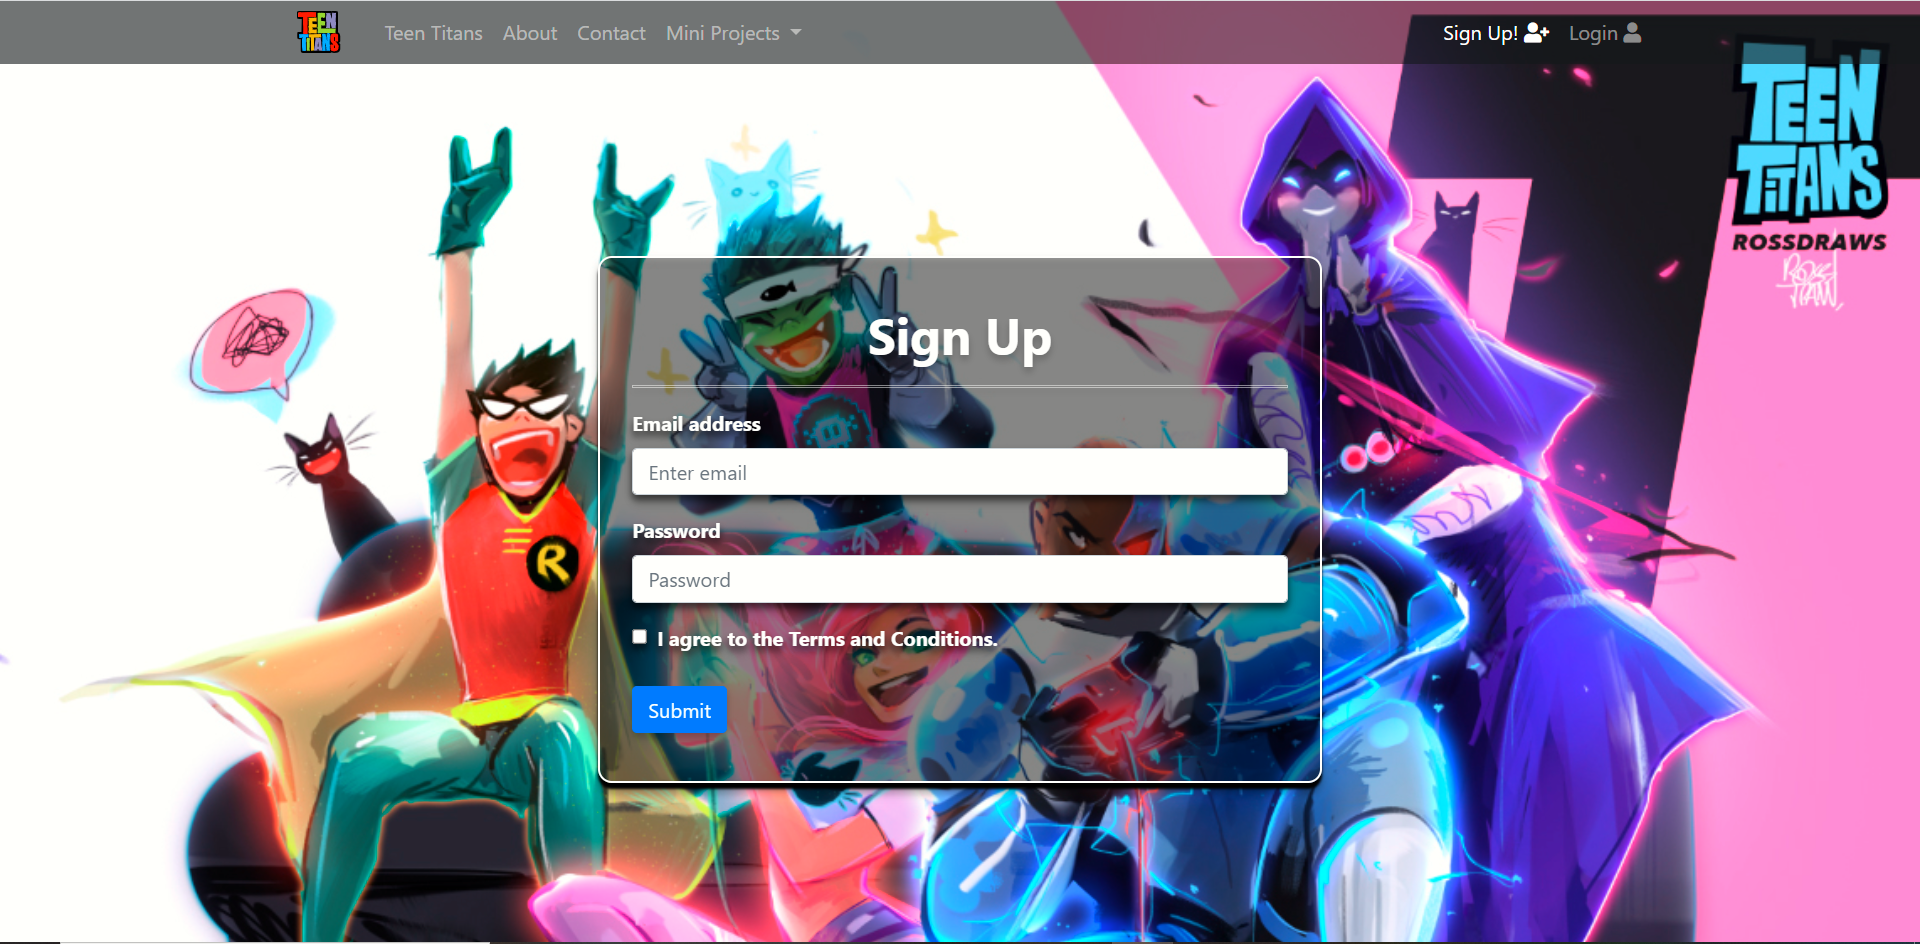 TEEN TITANS
Teen Titans About Contact Mini Projects
Sign Up! Login
TEEN
TITANS
ROSSDRAWS
ROSS
Sign Up
Email address
Enter email
Password
Password
I agree to the Terms and Conditions.
Submit
R